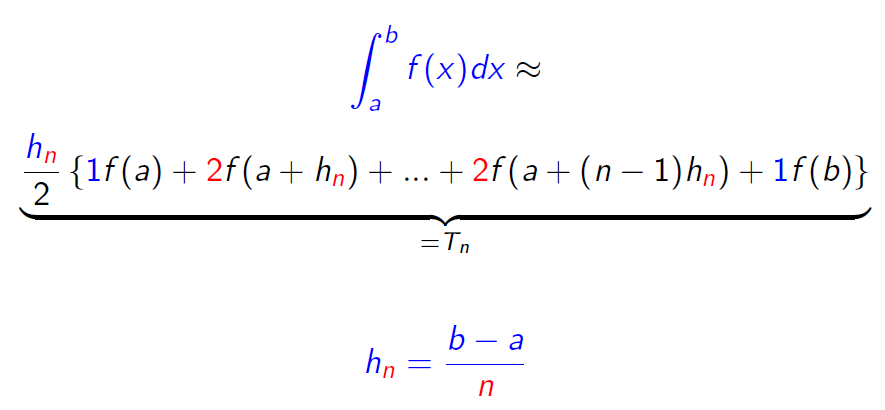 ∫_a^b f(x)dx ≈
h_n/2 {1f(a) + 2f(a + h_n) + ... + 2f(a + (n − 1)h_n) + 1f(b)}
=T_n
h_n = (b − a)/n